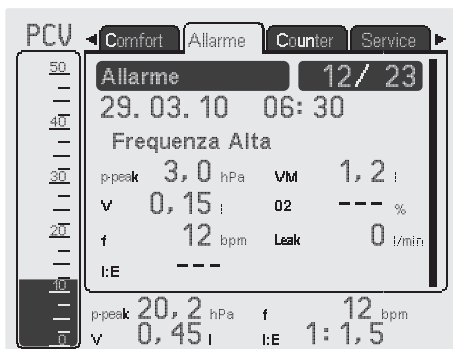 PCV
Comfort Allarme Counter Service
50
40
30
20
10
0
Allarme 12/ 23
29. 03. 10 06: 30
Frequenza Alta
p-peak 3,0 hPa VM 1,2 l
V 0,15 l O2 --- %
f 12 bpm Leak 0 l/min
I:E ---
p-peak 20,2 hPa f 12 bpm
V 0,45 l I:E 1: 1,5